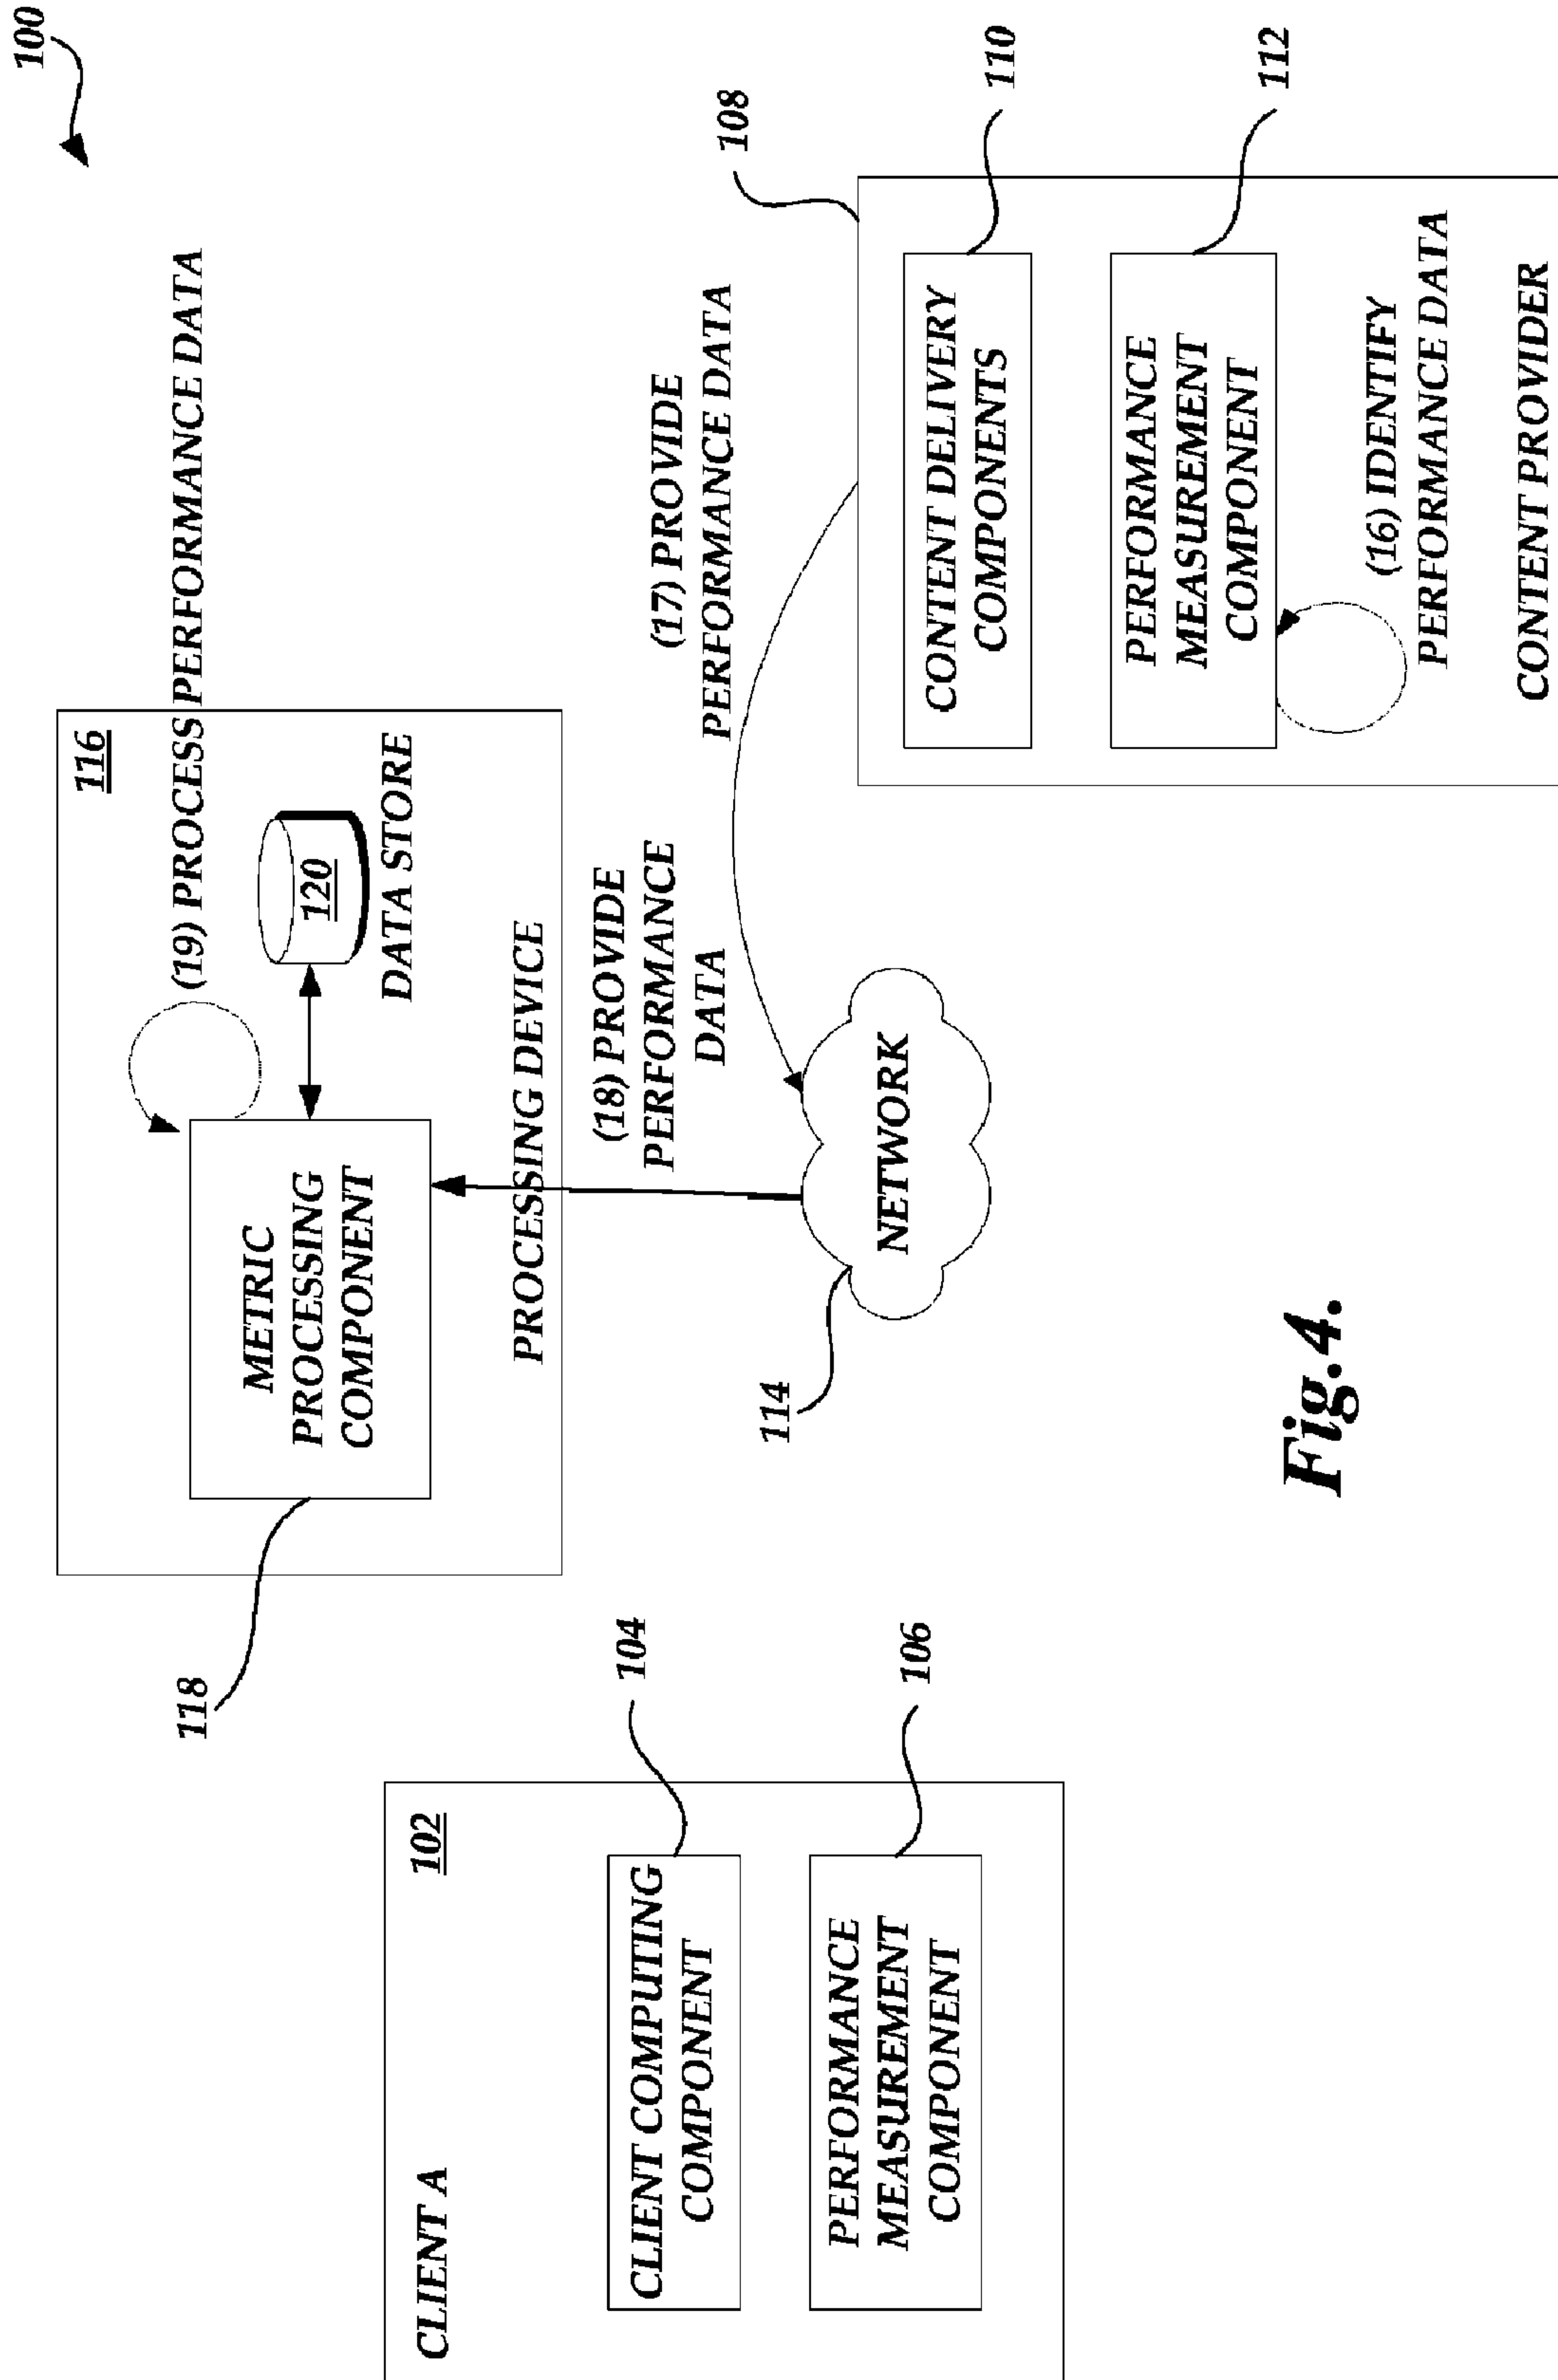 100
116
(19) PROCESS PERFORMANCE DATA
METRIC
PROCESSING
COMPONENT
120
DATA STORE
PROCESSING DEVICE
118
CLIENT A
102
CLIENT COMPUTING
COMPONENT
104
PERFORMANCE
MEASUREMENT
COMPONENT
106
(18) PROVIDE
PERFORMANCE
DATA
(17) PROVIDE
PERFORMANCE DATA
NETWORK
114
108
CONTENT DELIVERY
COMPONENTS
110
PERFORMANCE
MEASUREMENT
COMPONENT
112
(16) IDENTIFY
PERFORMANCE DATA
CONTENT PROVIDER
Fig.4.